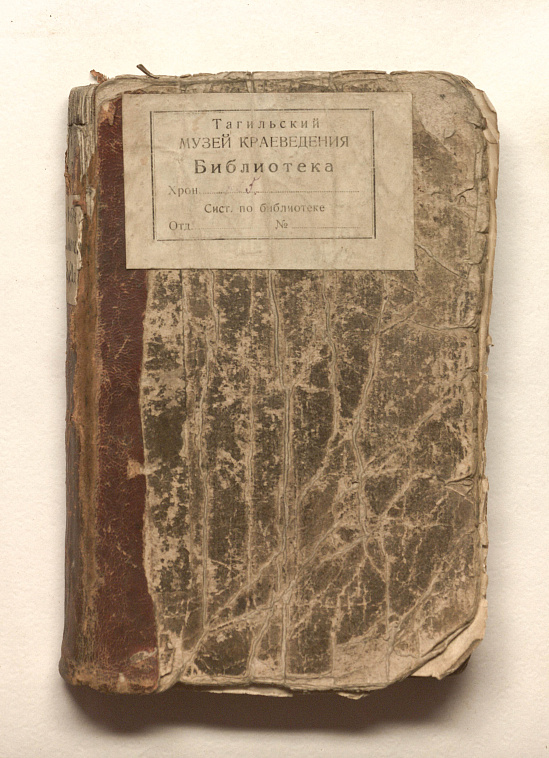 Тагильский
МУЗЕЙ КРАЕВЕДЕНИЯ
Библиотека
Хрон. 5.
Сист. по библиотеке
Отд. №